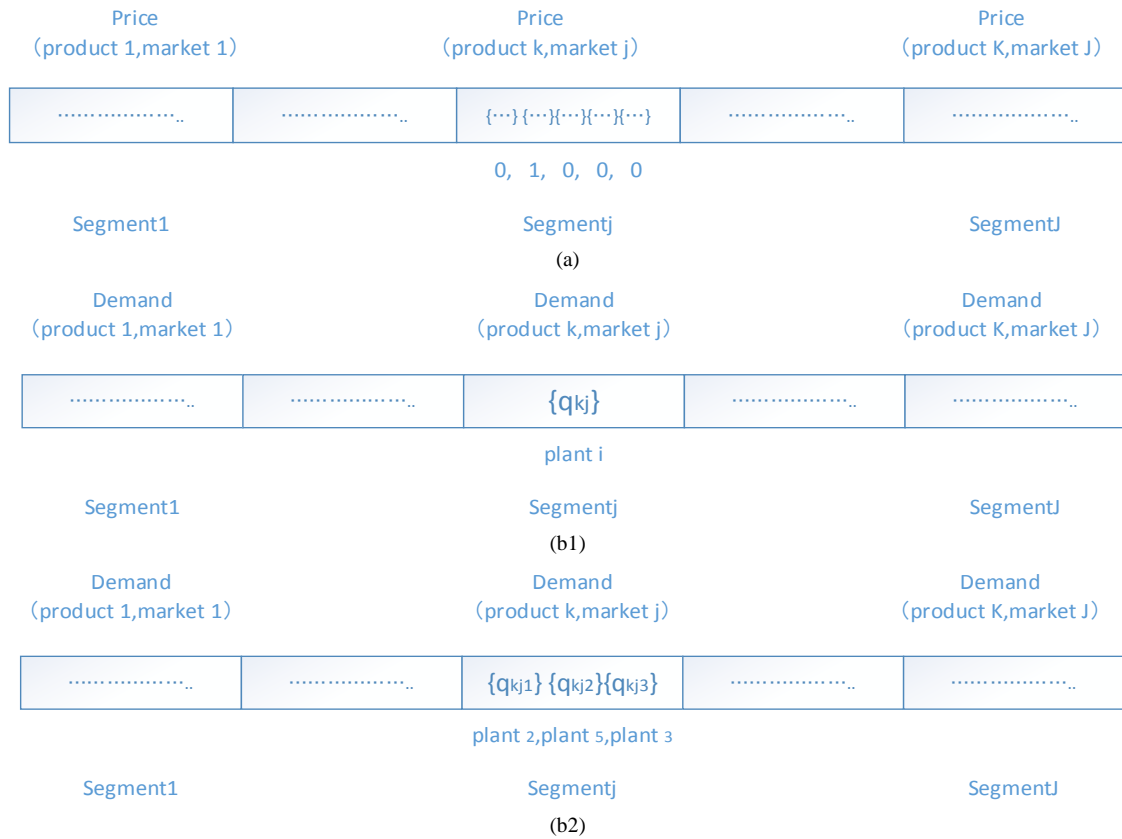 Price Price Price
（product 1,market 1） （product k,market j） （product K,market J）
………………….. ………………….. {…} {…}{…}{…}{…} ………………….. …………………..
0, 1, 0, 0, 0
Segment1 Segmentj SegmentJ
(a)
Demand Demand Demand
（product 1,market 1） （product k,market j） （product K,market J）
………………….. ………………….. {qkj} ………………….. …………………..
plant i
Segment1 Segmentj SegmentJ
(b1)
Demand Demand Demand
（product 1,market 1） （product k,market j） （product K,market J）
………………….. ………………….. {qkj1} {qkj2}{qkj3} ………………….. …………………..
plant 2,plant 5,plant 3
Segment1 Segmentj SegmentJ
(b2)